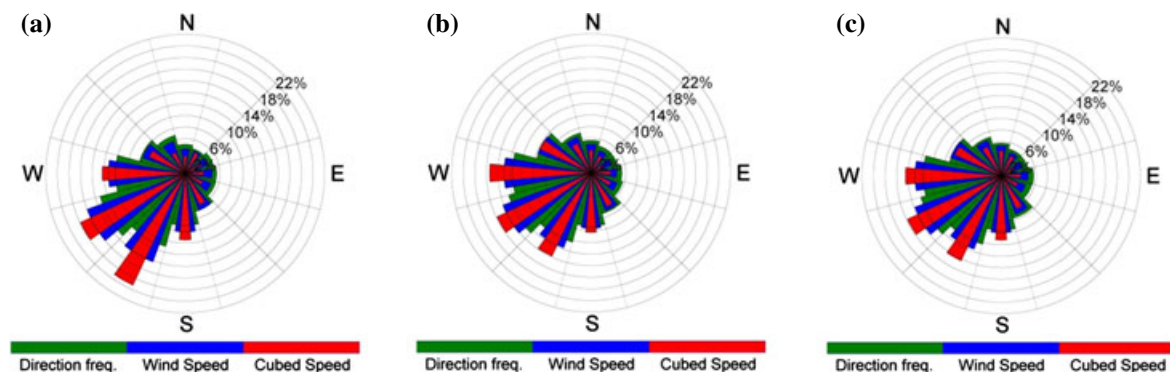 (a)
N
22%
18%
14%
10%
6%
W
E
S
Direction freq. Wind Speed Cubed Speed
(b)
N
22%
18%
14%
0%
6%
W
E
S
Direction freq. Wind Speed Cubed Speed
(c)
N
22%
18%
14%
10%
6%
W
E
S
Direction freq. Wind Speed Cubed Speed